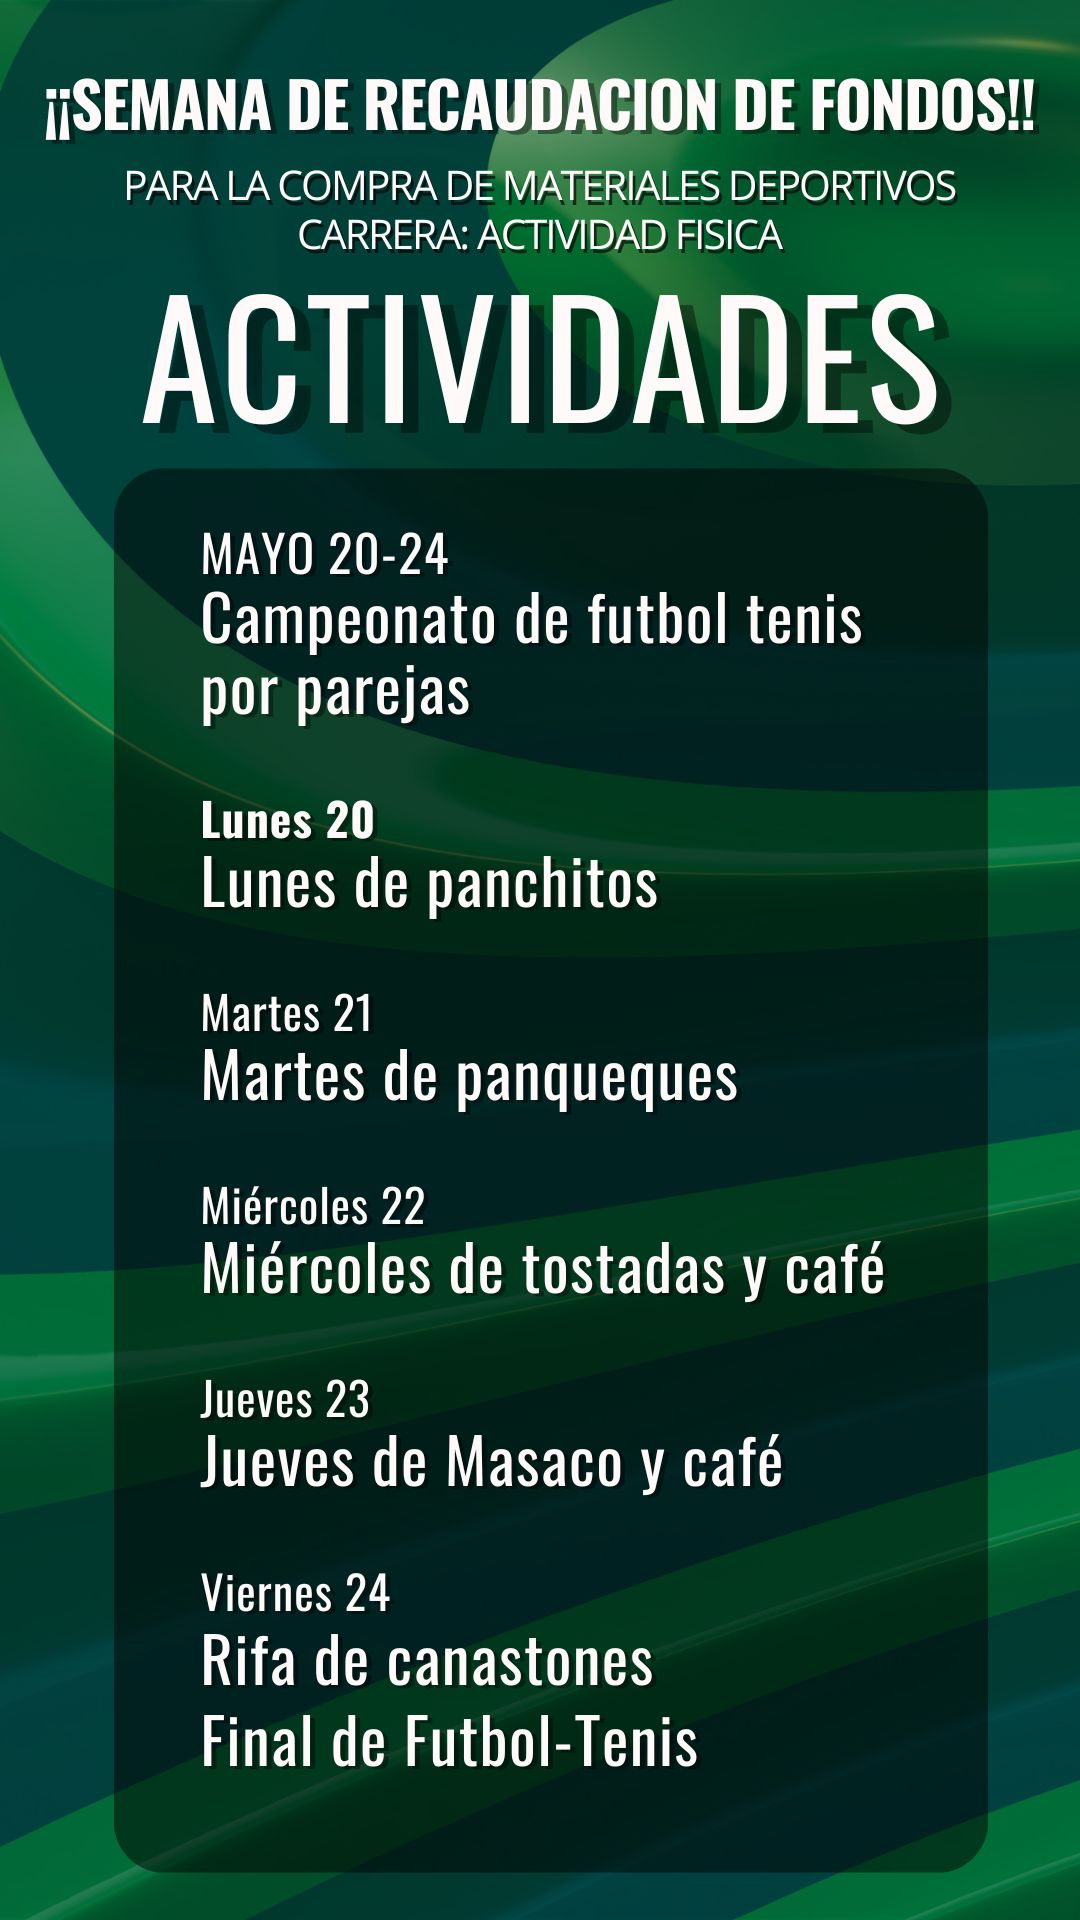 ¡¡SEMANA DE RECAUDACION DE FONDOS!!
PARA LA COMPRA DE MATERIALES DEPORTIVOS
CARRERA: ACTIVIDAD FISICA
ACTIVIDADES
MAYO 20-24
Campeonato de futbol tenis
por parejas
Lunes 20
Lunes de panchitos
Martes 21
Martes de panqueques
Miércoles 22
Miércoles de tostadas y café
Jueves 23
Jueves de Masaco y café
Viernes 24
Rifa de canastones
Final de Futbol-Tenis